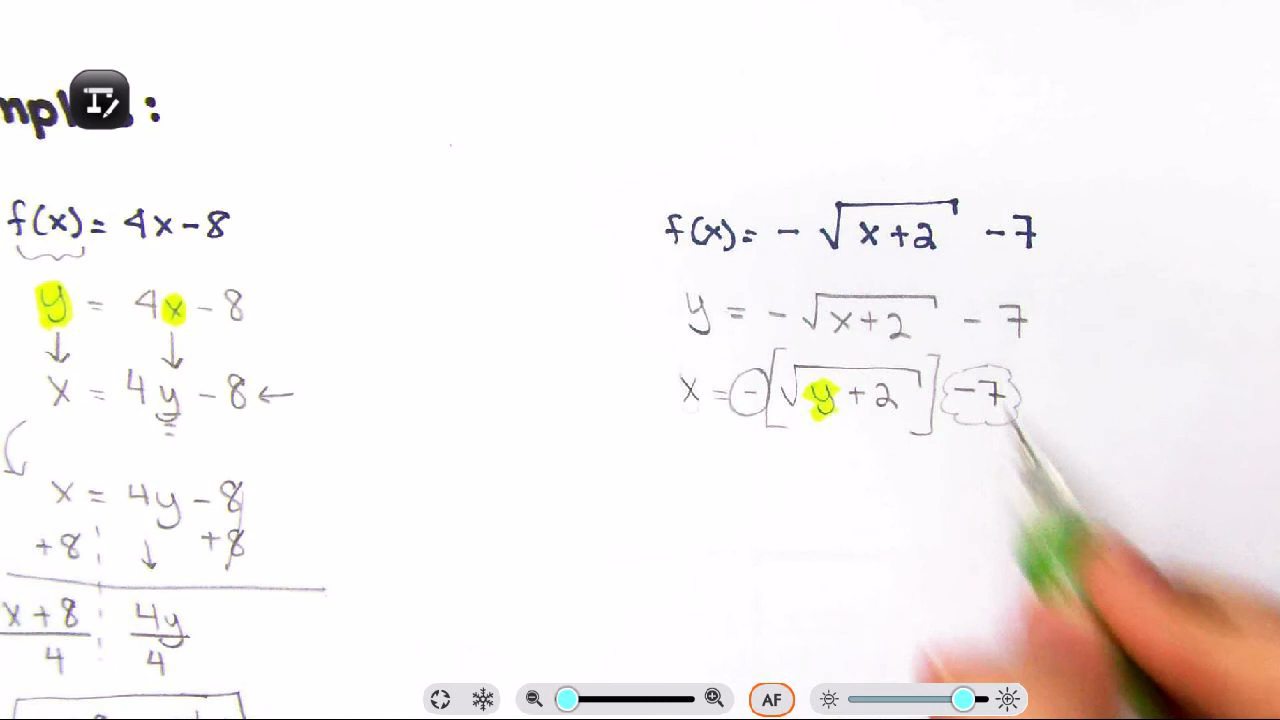 f(x) = 4x - 8
y = 4x - 8
x = 4y - 8 ←
x = 4y - 8
+8 +8
x + 8 4y
4 4
f(x) = - √(x+2) - 7
y = - √(x+2) - 7
x = - [√(y+2)] - 7
AF